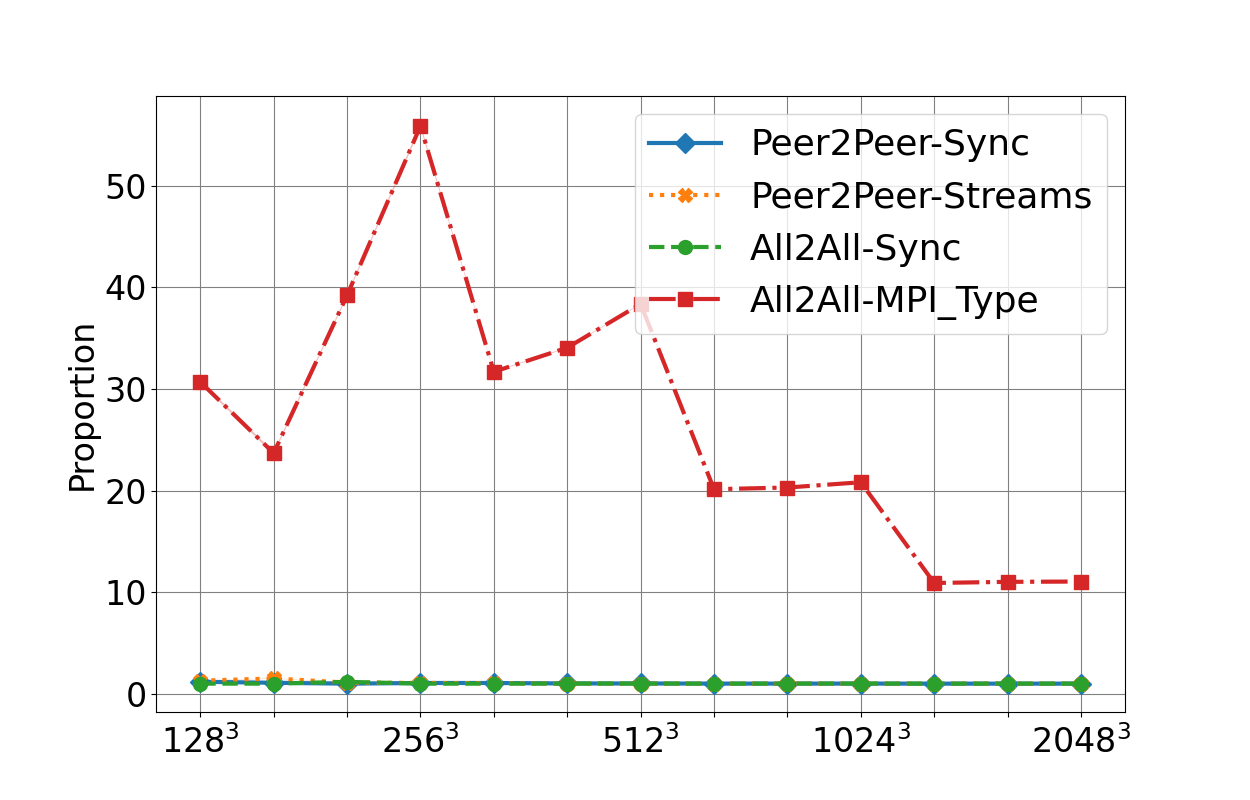 Proportion
50
40
30
20
10
0
128³
256³
512³
1024³
2048³
Peer2Peer-Sync
Peer2Peer-Streams
All2All-Sync
All2All-MPI_Type